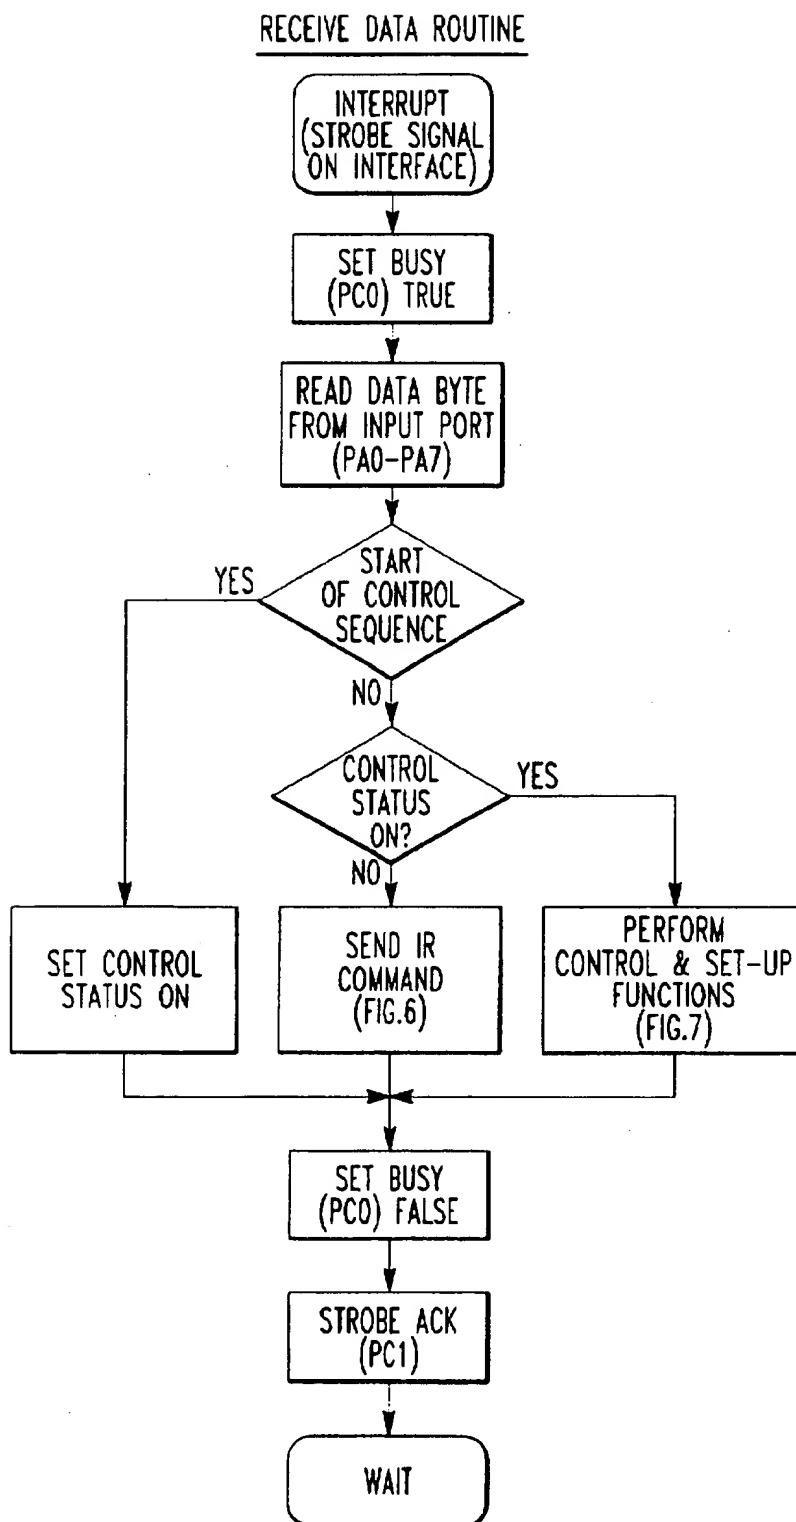 RECEIVE DATA ROUTINE
INTERRUPT
(STROBE SIGNAL
ON INTERFACE)
SET BUSY
(PC0) TRUE
READ DATA BYTE
FROM INPUT PORT
(PA0-PA7)
START
OF CONTROL
SEQUENCE
YES
NO
CONTROL
STATUS
ON?
YES
NO
SET CONTROL
STATUS ON
SEND IR
COMMAND
(FIG.6)
PERFORM
CONTROL & SET-UP
FUNCTIONS
(FIG.7)
SET BUSY
(PC0) FALSE
STROBE ACK
(PC1)
WAIT